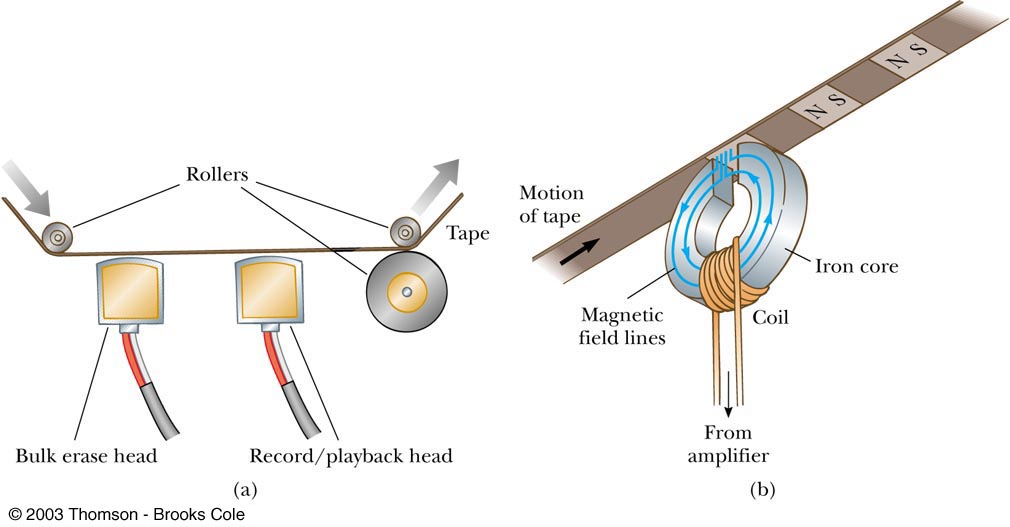 Rollers
Tape
Bulk erase head
Record/playback head
(a)
N S
N S
Motion
of tape
Iron core
Magnetic
field lines
Coil
From
amplifier
(b)
© 2003 Thomson - Brooks Cole